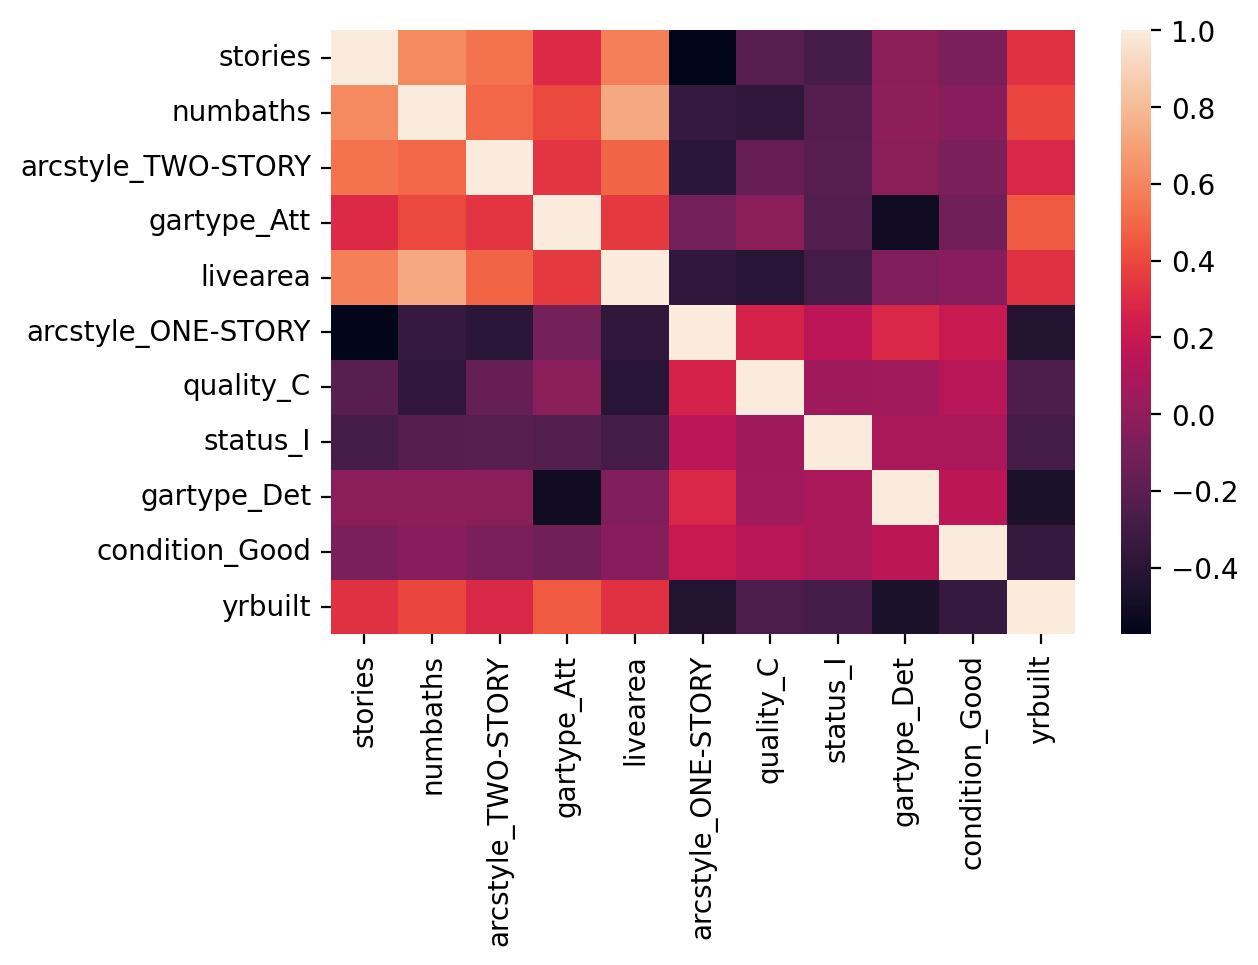 stories
numbaths
arcstyle_TWO-STORY
gartype_Att
livearea
arcstyle_ONE-STORY
quality_C
status_I
gartype_Det
condition_Good
yrbuilt
stories
numbaths
arcstyle_TWO-STORY
gartype_Att
livearea
arcstyle_ONE-STORY
quality_C
status_I
gartype_Det
condition_Good
yrbuilt
1.0
0.8
0.6
0.4
0.2
0.0
−0.2
−0.4